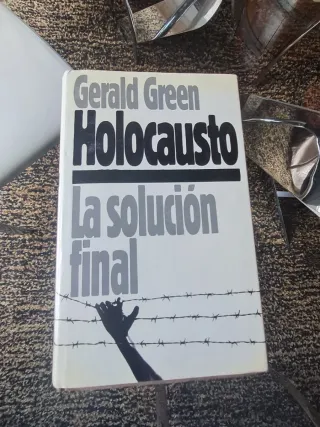 Gerald Green
Holocausto
La solución
final